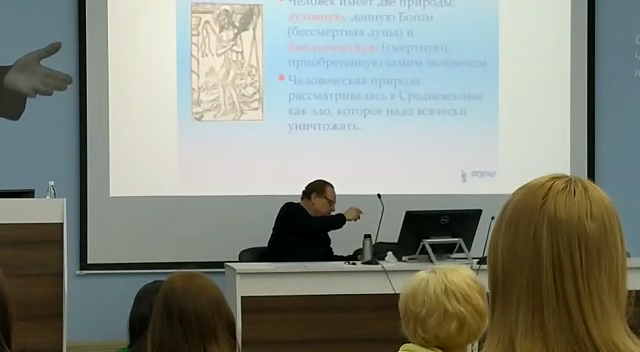 Человек имеет две природы:
духовную, данную Богом
(бессмертная душа) и
биологическую (смертную),
приобретенную самим человеком.
Человеческая природа
рассматривалась в Средневековье
как зло, которое надо всячески
уничтожать.
DELL